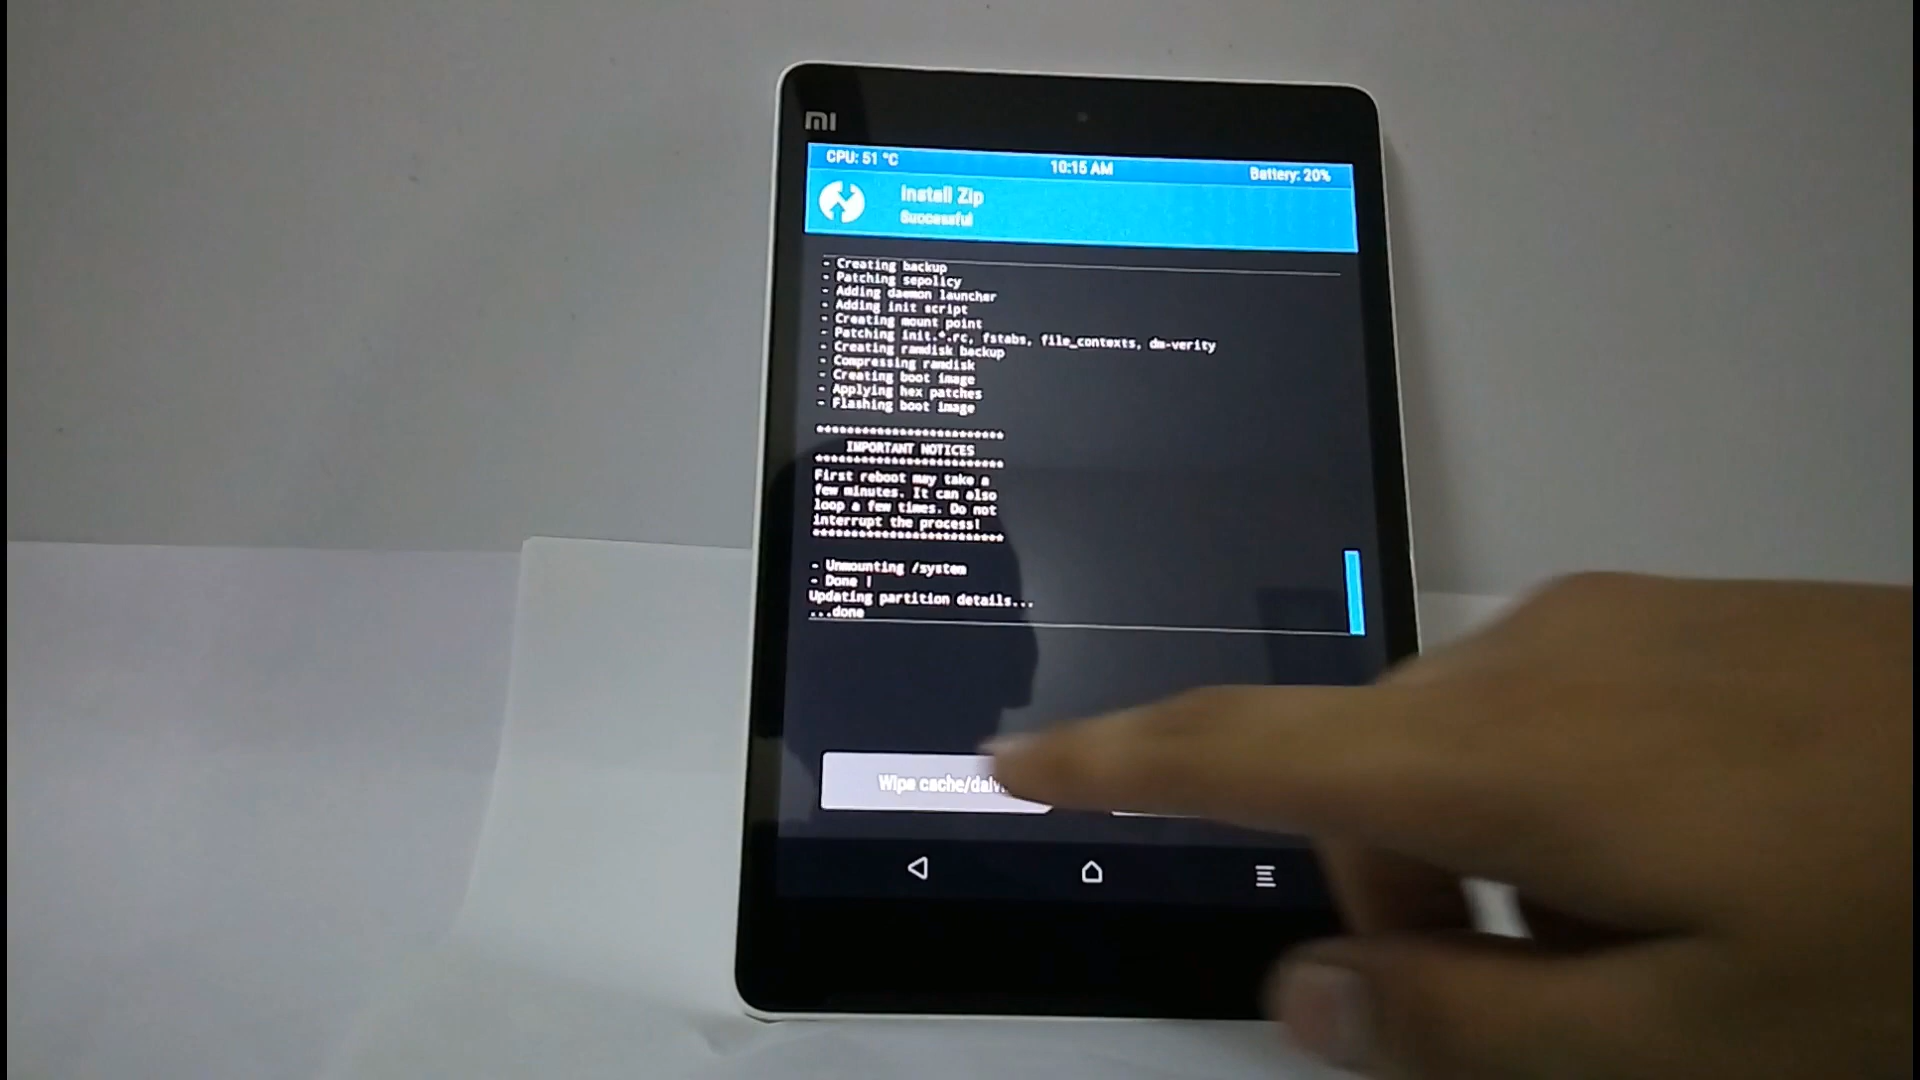 mi
CPU: 51 °C
10:15 AM
Battery: 20%
Install Zip
Successful
- Creating backup
- Patching sepolicy
- Adding daemon launcher
- Adding init script
- Creating mount point
- Patching init.*.rc, fstabs, file_contexts, dm-verity
- Creating ramdisk backup
- Compressing ramdisk
- Creating boot image
- Applying hex patches
- Flashing boot image
**************************
IMPORTANT NOTICES
**************************
First reboot may take a
few minutes. It can also
loop a few times. Do not
interrupt the process!
**************************
- Unmounting /system
- Done !
Updating partition details...
...done
Wipe cache/dalv